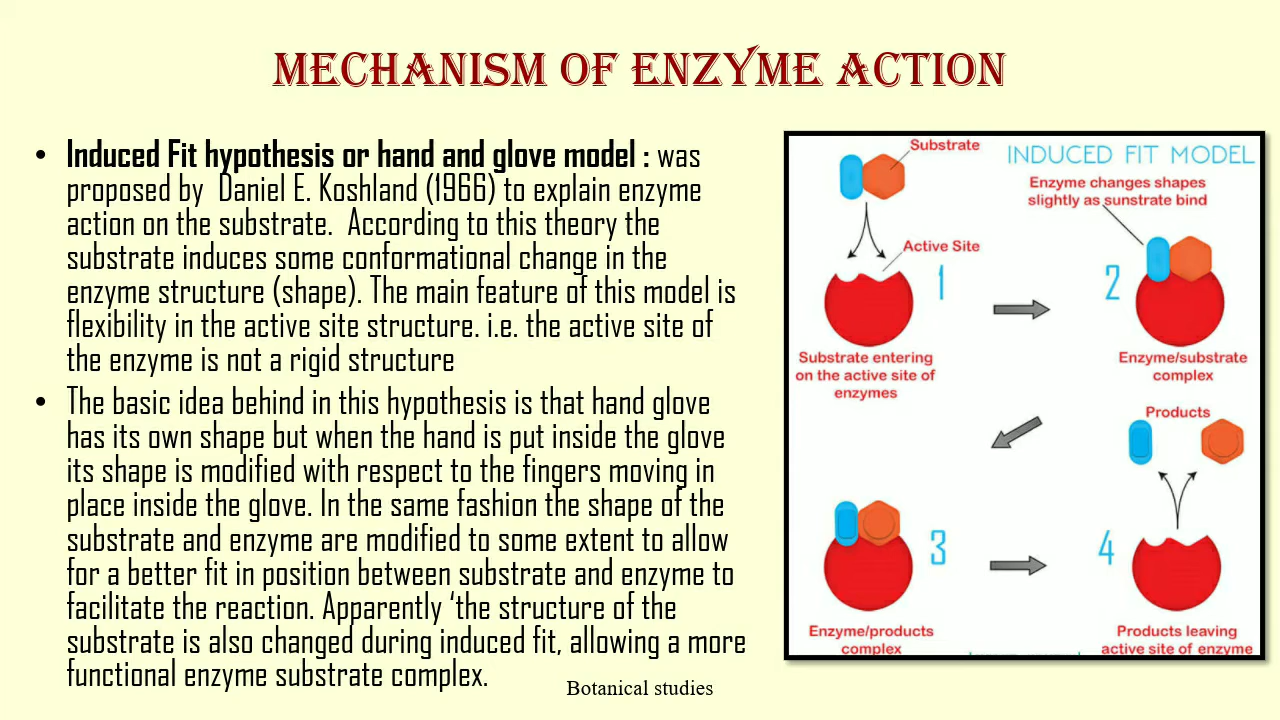 MECHANISM OF ENZYME ACTION
• Induced Fit hypothesis or hand and glove model : was
proposed by Daniel E. Koshland (1966) to explain enzyme
action on the substrate. According to this theory the
substrate induces some conformational change in the
enzyme structure (shape). The main feature of this model is
flexibility in the active site structure. i.e. the active site of
the enzyme is not a rigid structure
• The basic idea behind in this hypothesis is that hand glove
has its own shape but when the hand is put inside the glove
its shape is modified with respect to the fingers moving in
place inside the glove. In the same fashion the shape of the
substrate and enzyme are modified to some extent to allow
for a better fit in position between substrate and enzyme to
facilitate the reaction. Apparently ‘the structure of the
substrate is also changed during induced fit, allowing a more
functional enzyme substrate complex.
INDUCED FIT MODEL
Substrate
Active Site
1
Substrate entering
on the active site of
enzymes
Enzyme changes shapes
slightly as sunstrate bind
2
Enzyme/substrate
complex
3
Enzyme/products
complex
Products
4
Products leaving
active site of enzyme
Botanical studies